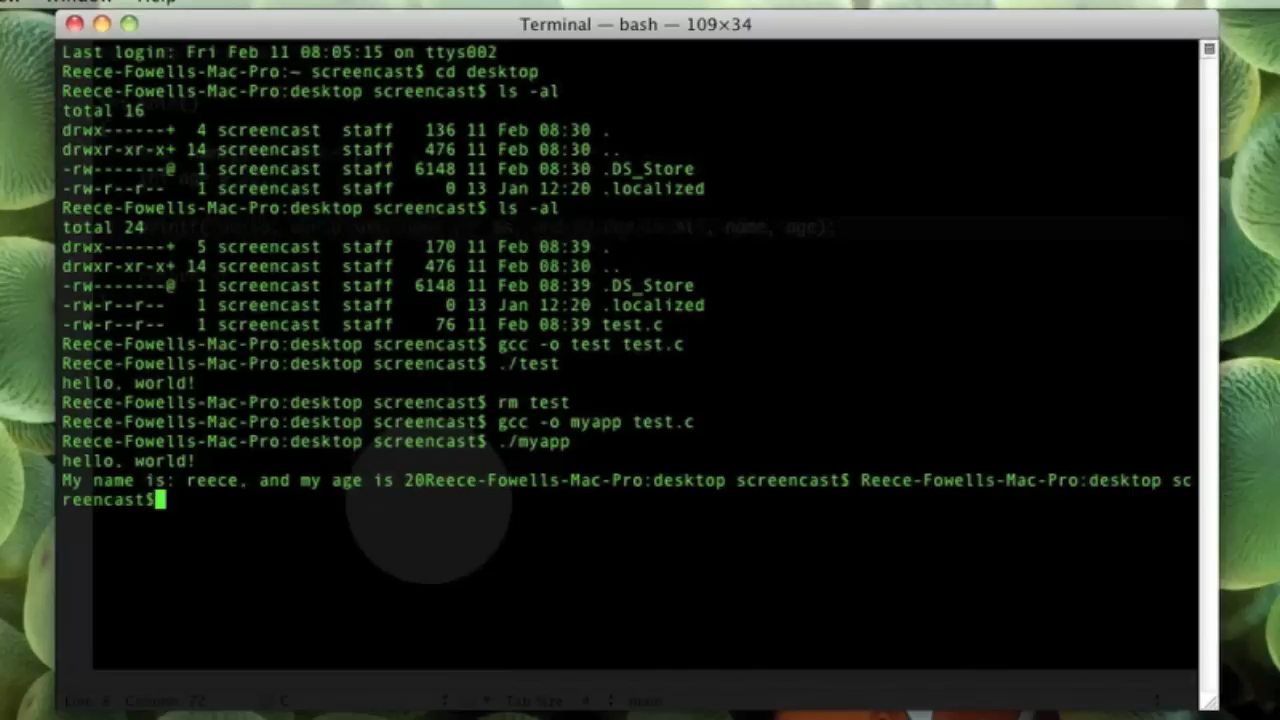 Terminal — bash — 109×34
Last login: Fri Feb 11 08:05:15 on ttys002
Reece-Fowells-Mac-Pro:~ screencast$ cd desktop
Reece-Fowells-Mac-Pro:desktop screencast$ ls -al
total 16
drwx------+  4 screencast  staff   136 11 Feb 08:30 .
drwxr-xr-x+ 14 screencast  staff   476 11 Feb 08:30 ..
-rw-------@  1 screencast  staff  6148 11 Feb 08:30 .DS_Store
-rw-r--r--   1 screencast  staff     0 13 Jan 12:20 .localized
Reece-Fowells-Mac-Pro:desktop screencast$ ls -al
total 24
drwx------+  5 screencast  staff   170 11 Feb 08:39 .
drwxr-xr-x+ 14 screencast  staff   476 11 Feb 08:30 ..
-rw-------@  1 screencast  staff  6148 11 Feb 08:39 .DS_Store
-rw-r--r--   1 screencast  staff     0 13 Jan 12:20 .localized
-rw-r--r--   1 screencast  staff    76 11 Feb 08:39 test.c
Reece-Fowells-Mac-Pro:desktop screencast$ gcc -o test test.c
Reece-Fowells-Mac-Pro:desktop screencast$ ./test
hello, world!
Reece-Fowells-Mac-Pro:desktop screencast$ rm test
Reece-Fowells-Mac-Pro:desktop screencast$ gcc -o myapp test.c
Reece-Fowells-Mac-Pro:desktop screencast$ ./myapp
hello, world!
My name is: reece, and my age is 20Reece-Fowells-Mac-Pro:desktop screencast$ Reece-Fowells-Mac-Pro:desktop sc
reencast$
name, age);
Column: 72
Tab Size: 4
main